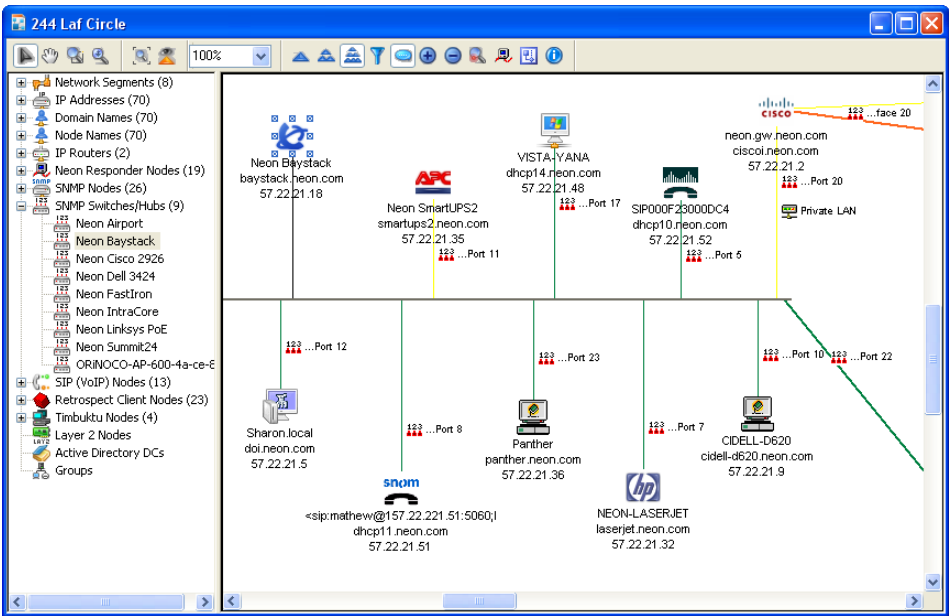 244 Laf Circle
100%
Network Segments (8)
IP Addresses (70)
Domain Names (70)
Node Names (70)
IP Routers (2)
Neon Responder Nodes (19)
SNMP Nodes (26)
SNMP Switches/Hubs (9)
Neon Airport
Neon Baystack
Neon Cisco 2926
Neon Dell 3424
Neon FastIron
Neon IntraCore
Neon Linksys PoE
Neon Summit24
ORiNOCO-AP-600-4a-ce-8
SIP (VoIP) Nodes (13)
Retrospect Client Nodes (23)
Timbuktu Nodes (4)
Layer 2 Nodes
Active Directory DCs
Groups
Neon Baystack
baystack.neon.com
57.22.21.18
APC
Neon SmartUPS2
smartups2.neon.com
57.22.21.35
123 ...Port 11
VISTA-YANA
dhcp14.neon.com
57.22.21.48
123 ...Port 17
SIP000F23000DC4
dhcp10.neon.com
57.22.21.52
123 ...Port 5
CISCO
neon.gw.neon.com
ciscoi.neon.com
57.22.21.2
123 ...face 20
123 ...Port 20
Private LAN
123 ...Port 12
Sharon.local
doi.neon.com
57.22.21.5
123 ...Port 8
snom
<sip:mathew@157.22.221.51:5060;l
dhcp11.neon.com
57.22.21.51
123 ...Port 23
Panther
panther.neon.com
57.22.21.36
123 ...Port 7
hp
NEON-LASERJET
laserjet.neon.com
57.22.21.32
123 ...Port 10
CIDELL-D620
cidell-d620.neon.com
57.22.21.9
123 ...Port 22